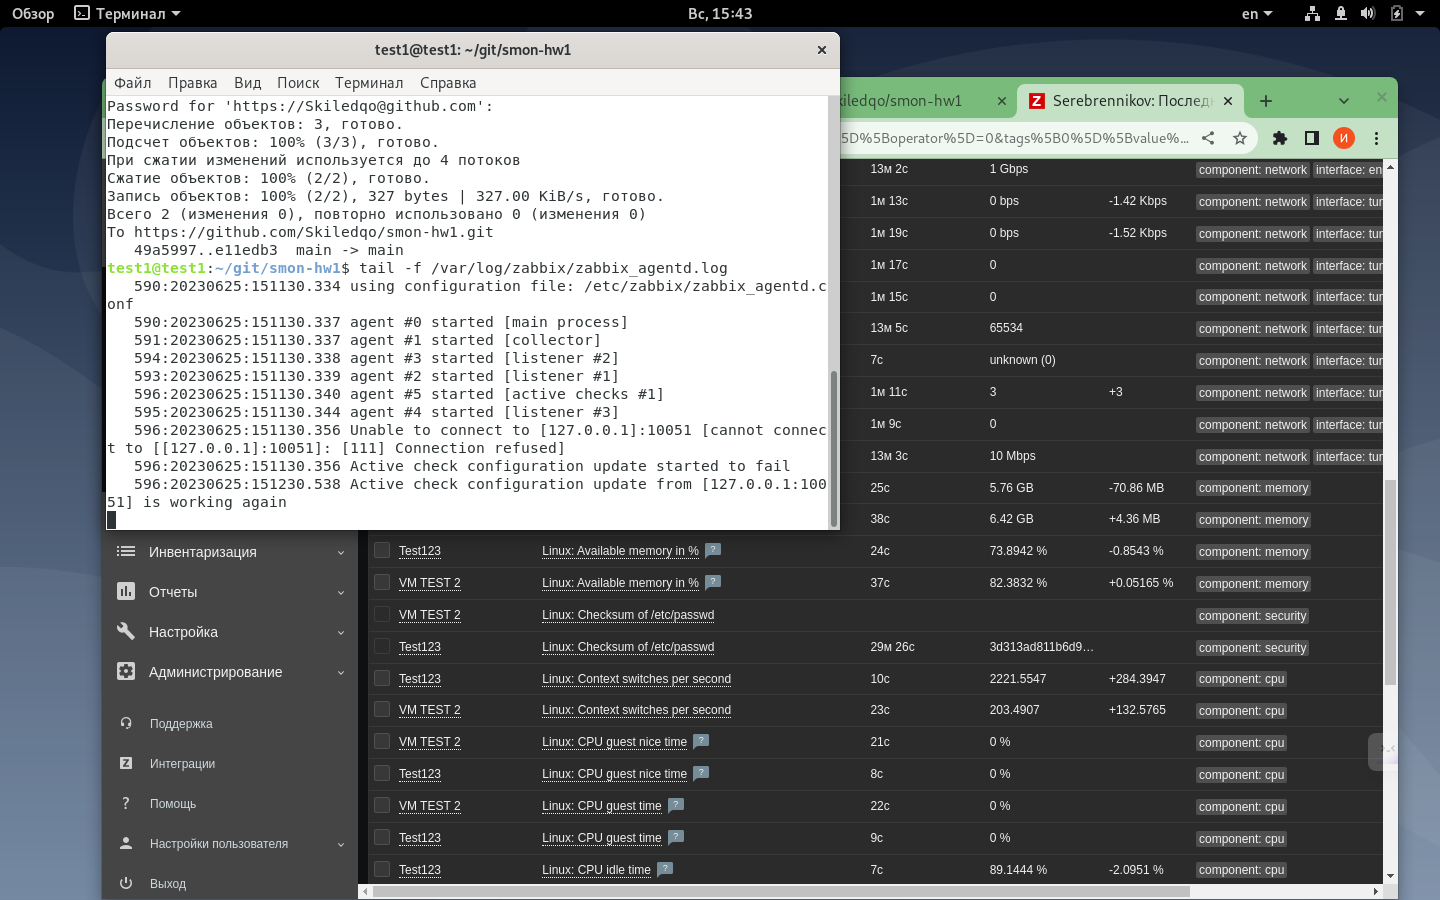 Обзор
Терминал
Вс, 15:43
en
test1@test1: ~/git/smon-hw1
Файл Правка Вид Поиск Терминал Справка
Password for 'https://Skiledqo@github.com':
Перечисление объектов: 3, готово.
Подсчет объектов: 100% (3/3), готово.
При сжатии изменений используется до 4 потоков
Сжатие объектов: 100% (2/2), готово.
Запись объектов: 100% (2/2), 327 bytes | 327.00 KiB/s, готово.
Всего 2 (изменения 0), повторно использовано 0 (изменения 0)
To https://github.com/Skiledqo/smon-hw1.git
49a5997..e11edb3 main -> main
test1@test1:~/git/smon-hw1$ tail -f /var/log/zabbix/zabbix_agentd.log
590:20230625:151130.334 using configuration file: /etc/zabbix/zabbix_agentd.c
onf
590:20230625:151130.337 agent #0 started [main process]
591:20230625:151130.337 agent #1 started [collector]
594:20230625:151130.338 agent #3 started [listener #2]
593:20230625:151130.339 agent #2 started [listener #1]
596:20230625:151130.340 agent #5 started [active checks #1]
595:20230625:151130.344 agent #4 started [listener #3]
596:20230625:151130.356 Unable to connect to [127.0.0.1]:10051 [cannot connec
t to [[127.0.0.1]:10051]: [111] Connection refused]
596:20230625:151130.356 Active check configuration update started to fail
596:20230625:151230.538 Active check configuration update from [127.0.0.1:100
51] is working again
kiledqo/smon-hw1
Z Serebrennikov: Послед
5D%5Boperator%5D=0&tags%5B0%5D%5Bvalue%...
И
13м 2с 1 Gbps component: network interface: en
1м 13с 0 bps -1.42 Kbps component: network interface: tur
1м 19с 0 bps -1.52 Kbps component: network interface: tur
1м 17с 0 component: network interface: tur
1м 15с 0 component: network interface: tur
13м 5с 65534 component: network interface: tur
7с unknown (0) component: network interface: tur
1м 11с 3 +3 component: network interface: tur
1м 9с 0 component: network interface: tur
13м 3с 10 Mbps component: network interface: tur
25с 5.76 GB -70.86 MB component: memory
38с 6.42 GB +4.36 MB component: memory
Test123 Linux: Available memory in % ? 24с 73.8942 % -0.8543 % component: memory
VM TEST 2 Linux: Available memory in % ? 37с 82.3832 % +0.05165 % component: memory
VM TEST 2 Linux: Checksum of /etc/passwd component: security
Test123 Linux: Checksum of /etc/passwd 29м 26с 3d313ad811b6d9... component: security
Test123 Linux: Context switches per second 10с 2221.5547 +284.3947 component: cpu
VM TEST 2 Linux: Context switches per second 23с 203.4907 +132.5765 component: cpu
VM TEST 2 Linux: CPU guest nice time ? 21с 0 % component: cpu
Test123 Linux: CPU guest nice time ? 8с 0 % component: cpu
VM TEST 2 Linux: CPU guest time ? 22с 0 % component: cpu
Test123 Linux: CPU guest time ? 9с 0 % component: cpu
Test123 Linux: CPU idle time ? 7с 89.1444 % -2.0951 % component: cpu
Инвентаризация
Отчеты
Настройка
Администрирование
Поддержка
Z Интеграции
? Помощь
Настройки пользователя
Выход